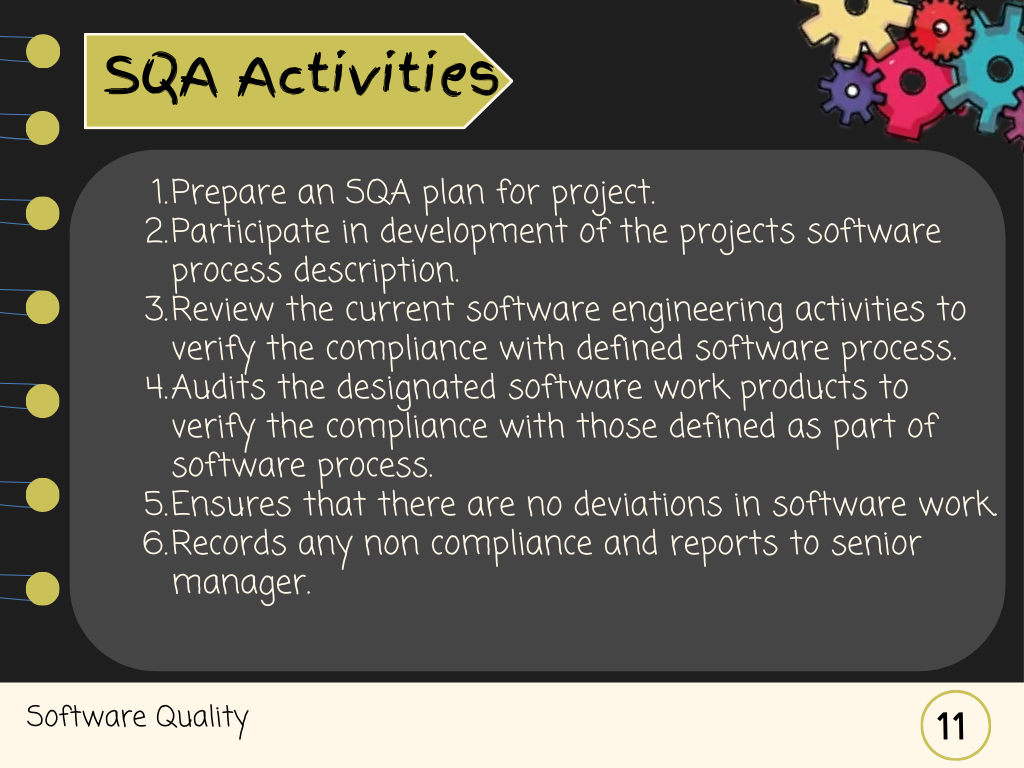 SQA Activities
1.Prepare an SQA plan for project.
2.Participate in development of the projects software
process description.
3.Review the current software engineering activities to
verify the compliance with defined software process.
4.Audits the designated software work products to
verify the compliance with those defined as part of
software process.
5.Ensures that there are no deviations in software work.
6.Records any non compliance and reports to senior
manager.
Software Quality
11